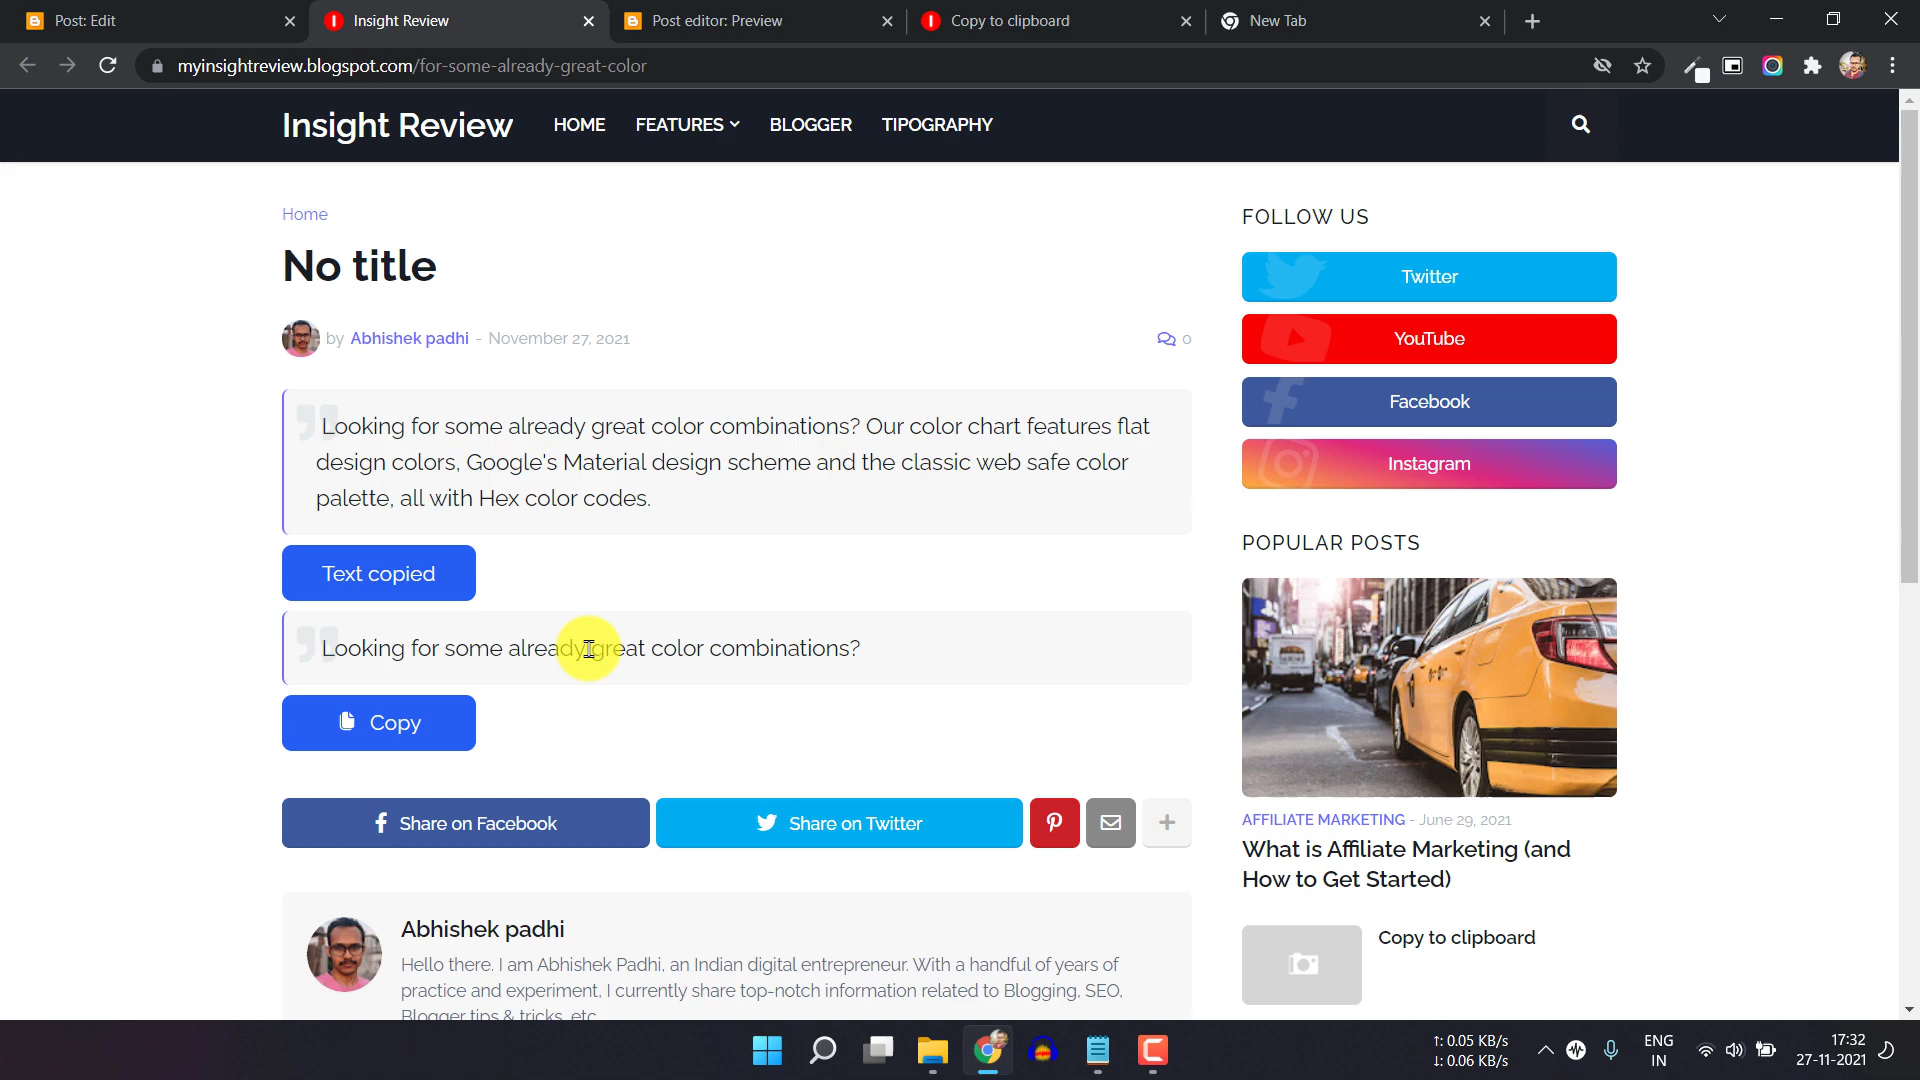 Post: Edit
Insight Review
Post editor: Preview
Copy to clipboard
New Tab
myinsightreview.blogspot.com/for-some-already-great-color
Insight Review
HOME
FEATURES
BLOGGER
TIPOGRAPHY
Home
No title
by Abhishek padhi - November 27, 2021
0
Looking for some already great color combinations? Our color chart features flat
design colors, Google's Material design scheme and the classic web safe color
palette, all with Hex color codes.
Text copied
Looking for some already great color combinations?
Copy
Share on Facebook
Share on Twitter
Abhishek padhi
Hello there. I am Abhishek Padhi, an Indian digital entrepreneur. With a handful of years of
practice and experiment, I currently share top-notch information related to Blogging, SEO,
Blogger tips & tricks, etc.
FOLLOW US
Twitter
YouTube
Facebook
Instagram
POPULAR POSTS
AFFILIATE MARKETING - June 29, 2021
What is Affiliate Marketing (and
How to Get Started)
Copy to clipboard
↑: 0.05 KB/s
↓: 0.06 KB/s
ENG
IN
17:32
27-11-2021